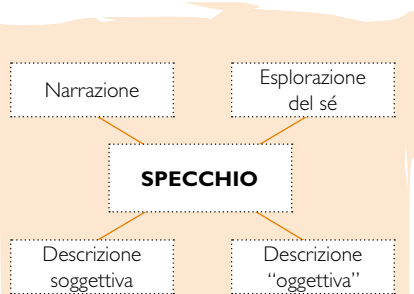 Narrazione
Esplorazione
del sé
SPECCHIO
Descrizione
soggettiva
Descrizione
“oggettiva”